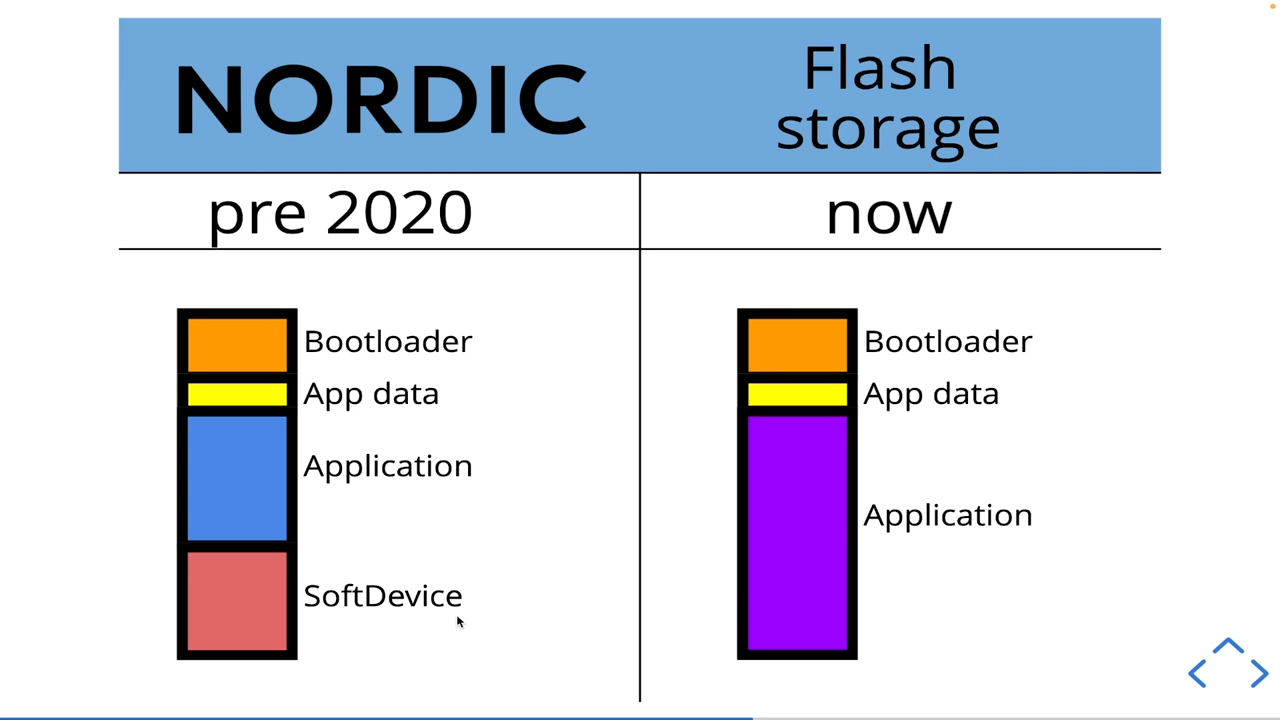 NORDIC
Flash
storage
pre 2020
now
Bootloader
App data
Application
SoftDevice
Bootloader
App data
Application